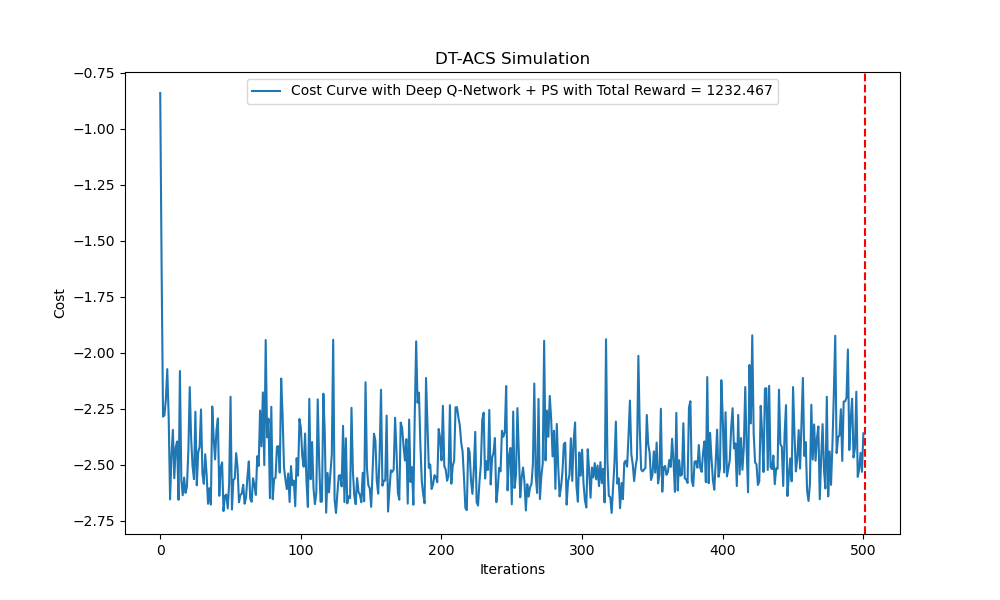 DT-ACS Simulation
Cost Curve with Deep Q-Network + PS with Total Reward = 1232.467
−0.75
−1.00
−1.25
−1.50
−1.75
−2.00
−2.25
−2.50
−2.75
Cost
0 100 200 300 400 500
Iterations